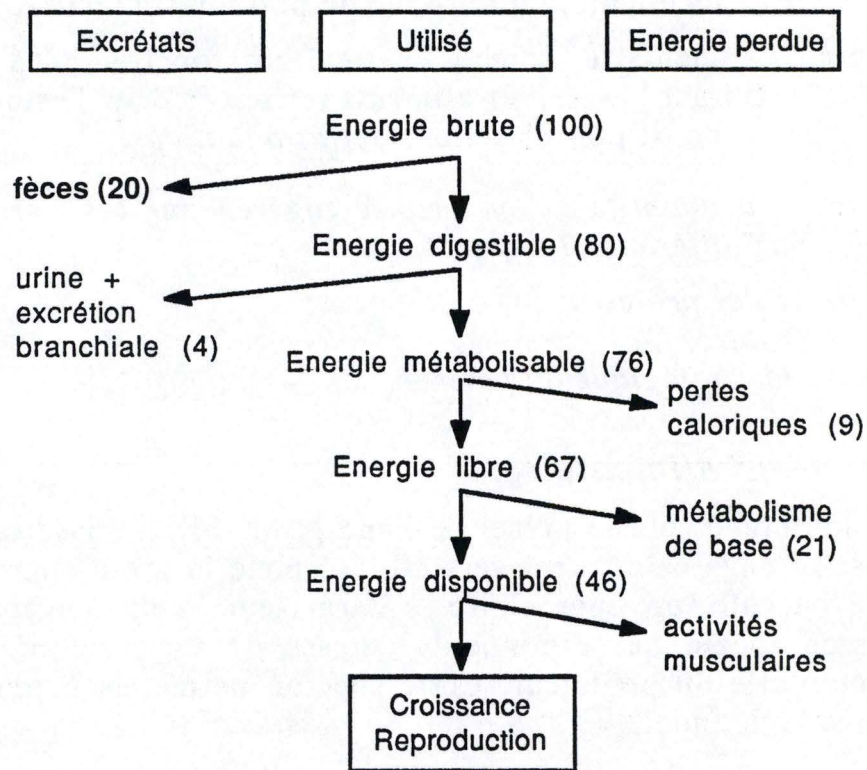 Excrétats
Utilisé
Energie perdue
Energie brute (100)
fèces (20)
Energie digestible (80)
urine +
excrétion
branchiale (4)
Energie métabolisable (76)
pertes
caloriques (9)
Energie libre (67)
métabolisme
de base (21)
Energie disponible (46)
activités
musculaires
Croissance
Reproduction